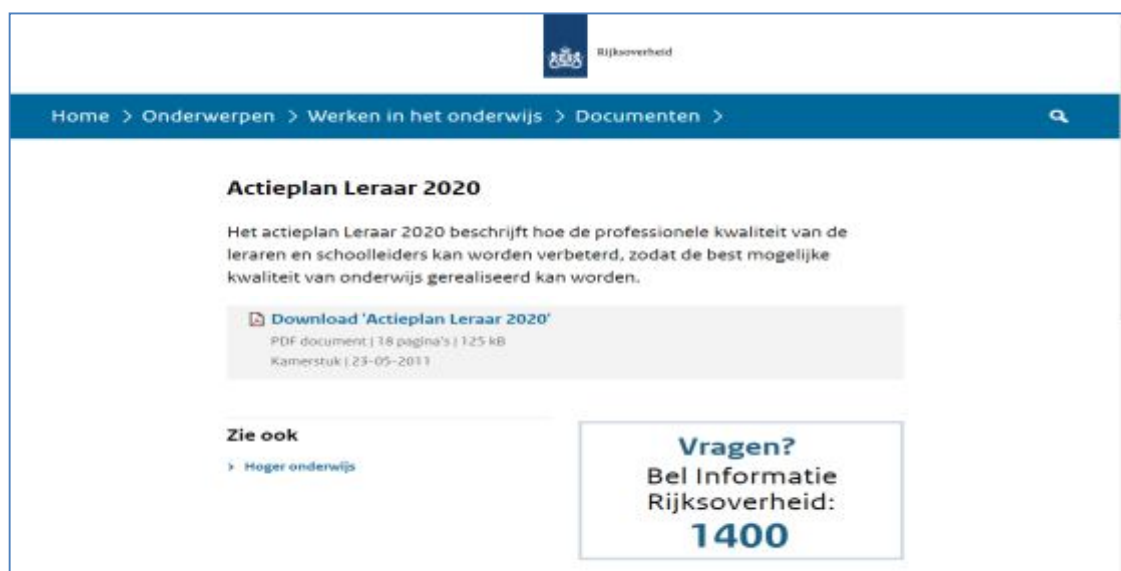 Rijksoverheid
Home > Onderwerpen > Werken in het onderwijs > Documenten >
Actieplan Leraar 2020
Het actieplan Leraar 2020 beschrijft hoe de professionele kwaliteit van de
leraren en schoolleiders kan worden verbeterd, zodat de best mogelijke
kwaliteit van onderwijs gerealiseerd kan worden.
Download 'Actieplan Leraar 2020'
PDF document | 18 pagina's | 125 kB
Kamerstuk | 23-05-2011
Zie ook
> Hoger onderwijs
Vragen?
Bel Informatie
Rijksoverheid:
1400